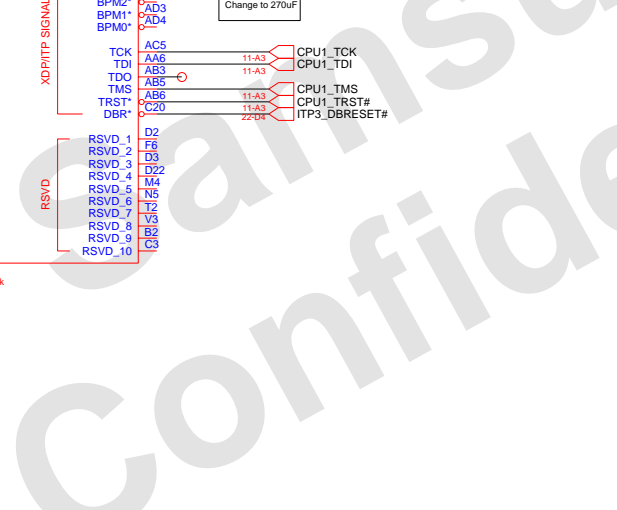 Change to 270uF
BPM2*
BPM1* AD3
BPM0* AD4
XDP/ITP SIGNAL
TCK AC5 11-A3 CPU1_TCK
TDI AA6 11-A3 CPU1_TDI
TDO AB3
TMS AB5 11-A3 CPU1_TMS
TRST* AB6 11-A3 CPU1_TRST#
DBR* C20 22-D4 ITP3_DBRESET#
RSVD
RSVD_1 D2
RSVD_2 F6
RSVD_3 D3
RSVD_4 D22
RSVD_5 M4
RSVD_6 N5
RSVD_7 T2
RSVD_8 V3
RSVD_9 B2
RSVD_10 C3
k
Samsu
Confide